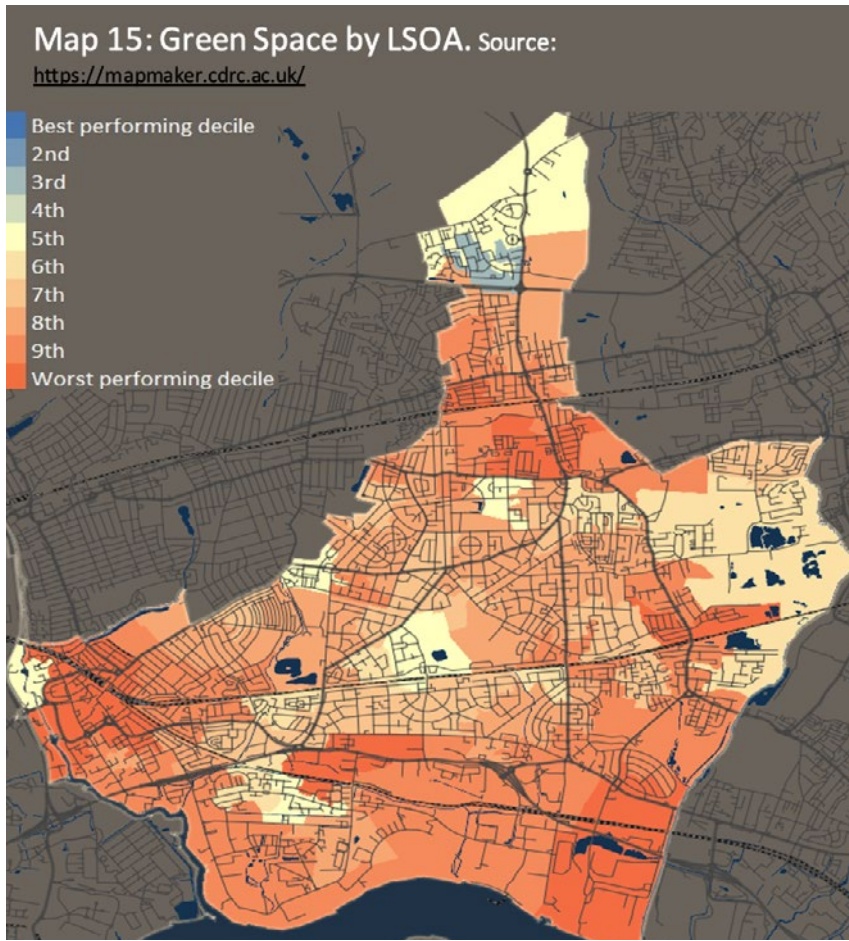 Map 15: Green Space by LSOA. Source:
https://mapmaker.cdrc.ac.uk/
Best performing decile
2nd
3rd
4th
5th
6th
7th
8th
9th
Worst performing decile